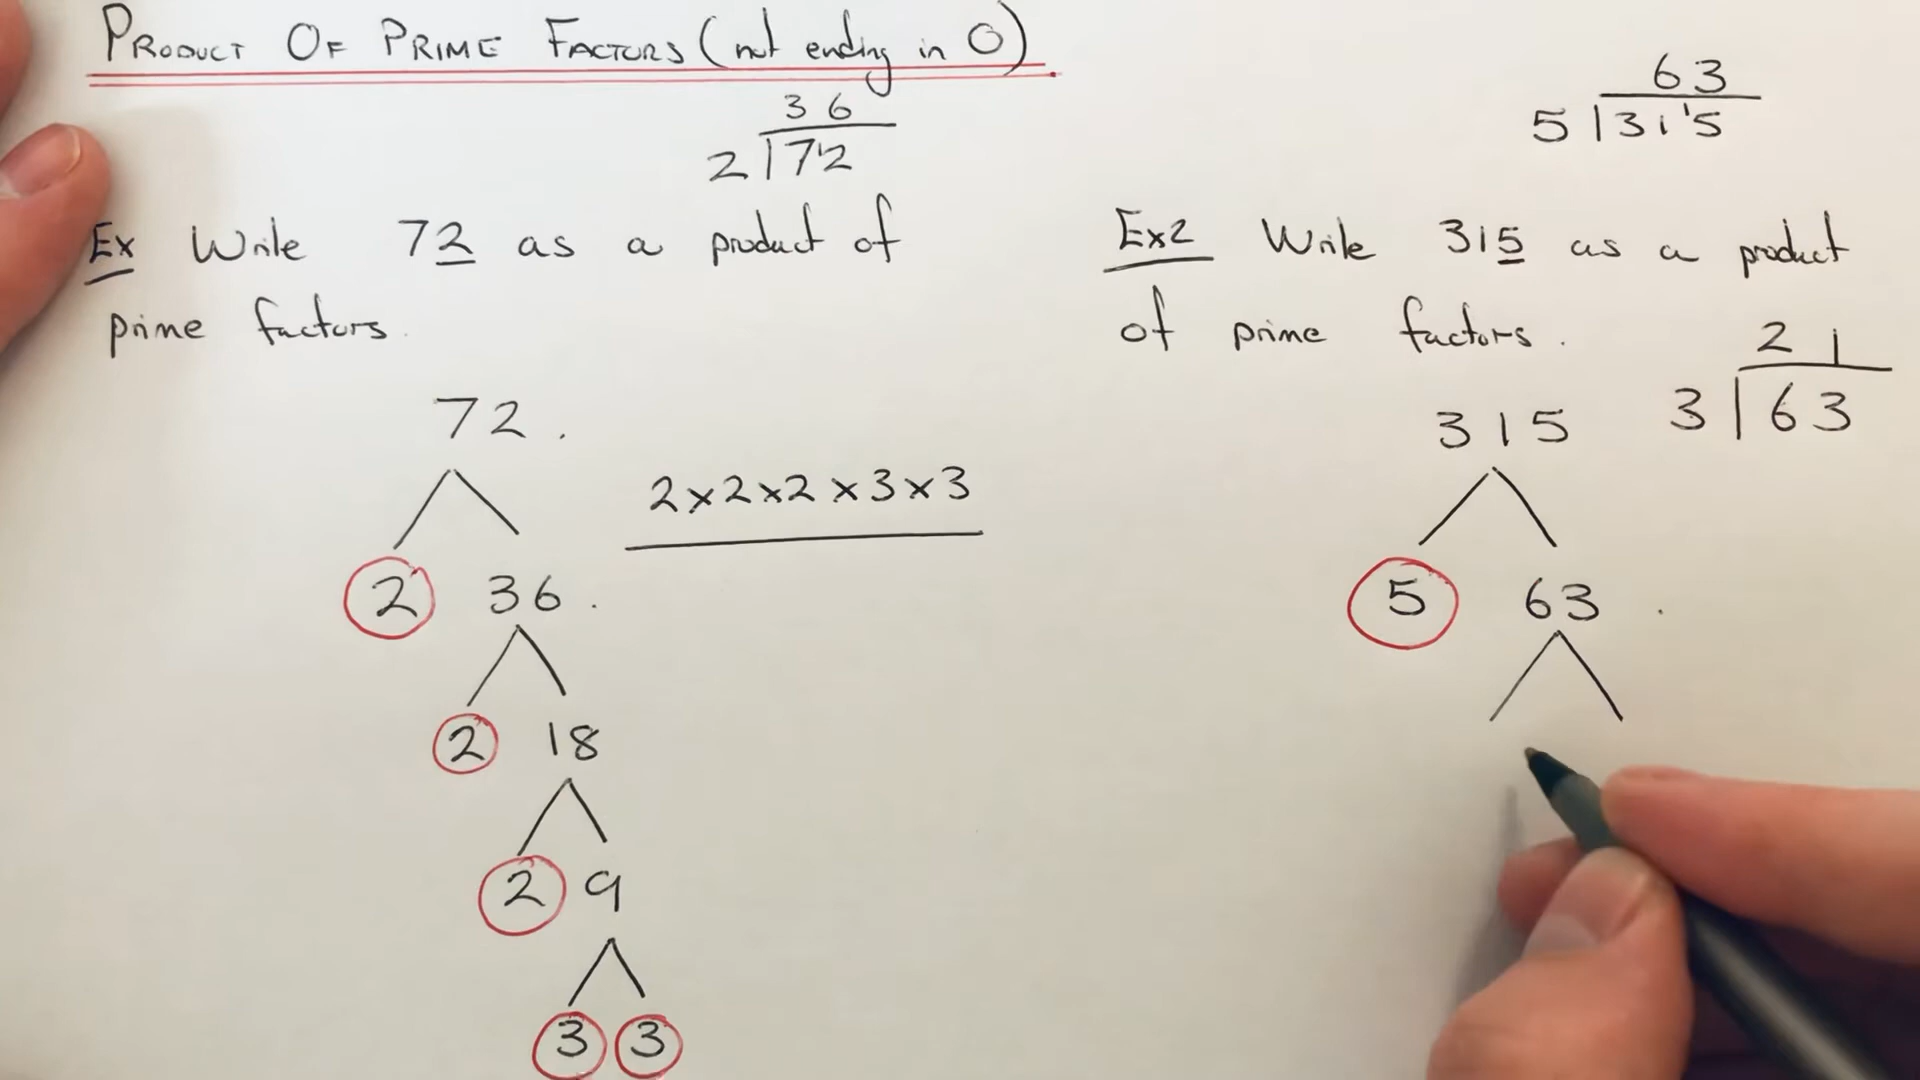 PRODUCT OF PRIME FACTORS (not ending in 0)
36
2 72
Ex Write 72 as a product of
prime factors.
72.
2×2×2×3×3
2 36.
2 18
2 9
3 3
63
5 31¹5
Ex2 Write 315 as a product
of prime factors.
21
3 63
315
5 63